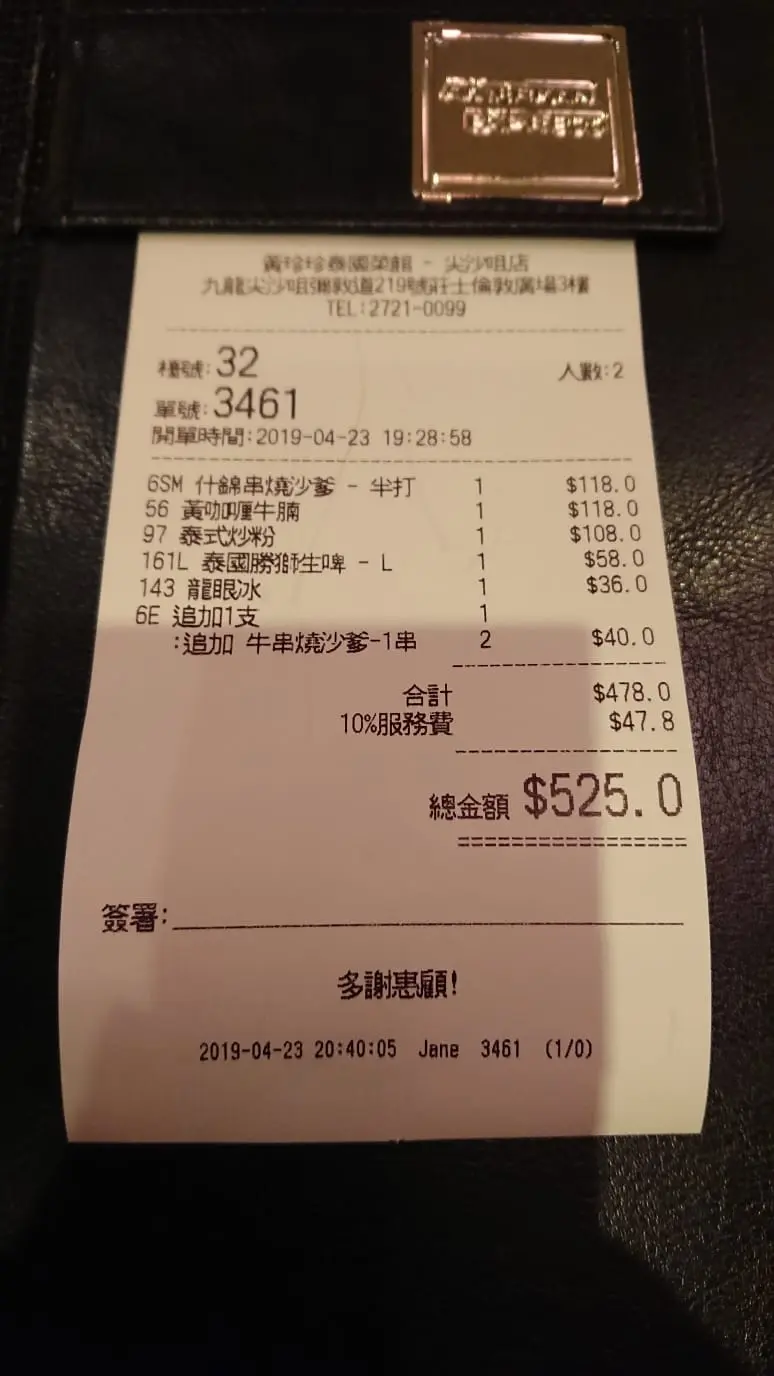 AMERICAN
EXPRESS
黃珍珍泰國菜館 - 尖沙咀店
九龍尖沙咀彌敦道219號莊士倫敦廣場3樓
TEL:2721-0099
檯號:32 人數:2
單號:3461
開單時間:2019-04-23 19:28:58
6SM 什錦串燒沙爹 - 半打 1 $118.0
56 黃咖喱牛腩 1 $118.0
97 泰式炒粉 1 $108.0
161L 泰國勝獅生啤 - L 1 $58.0
143 龍眼冰 1 $36.0
6E 追加1支 1
:追加 牛串燒沙爹-1串 2 $40.0
合計 $478.0
10%服務費 $47.8
總金額 $525.0
簽署:
多謝惠顧!
2019-04-23 20:40:05 Jane 3461 (1/0)